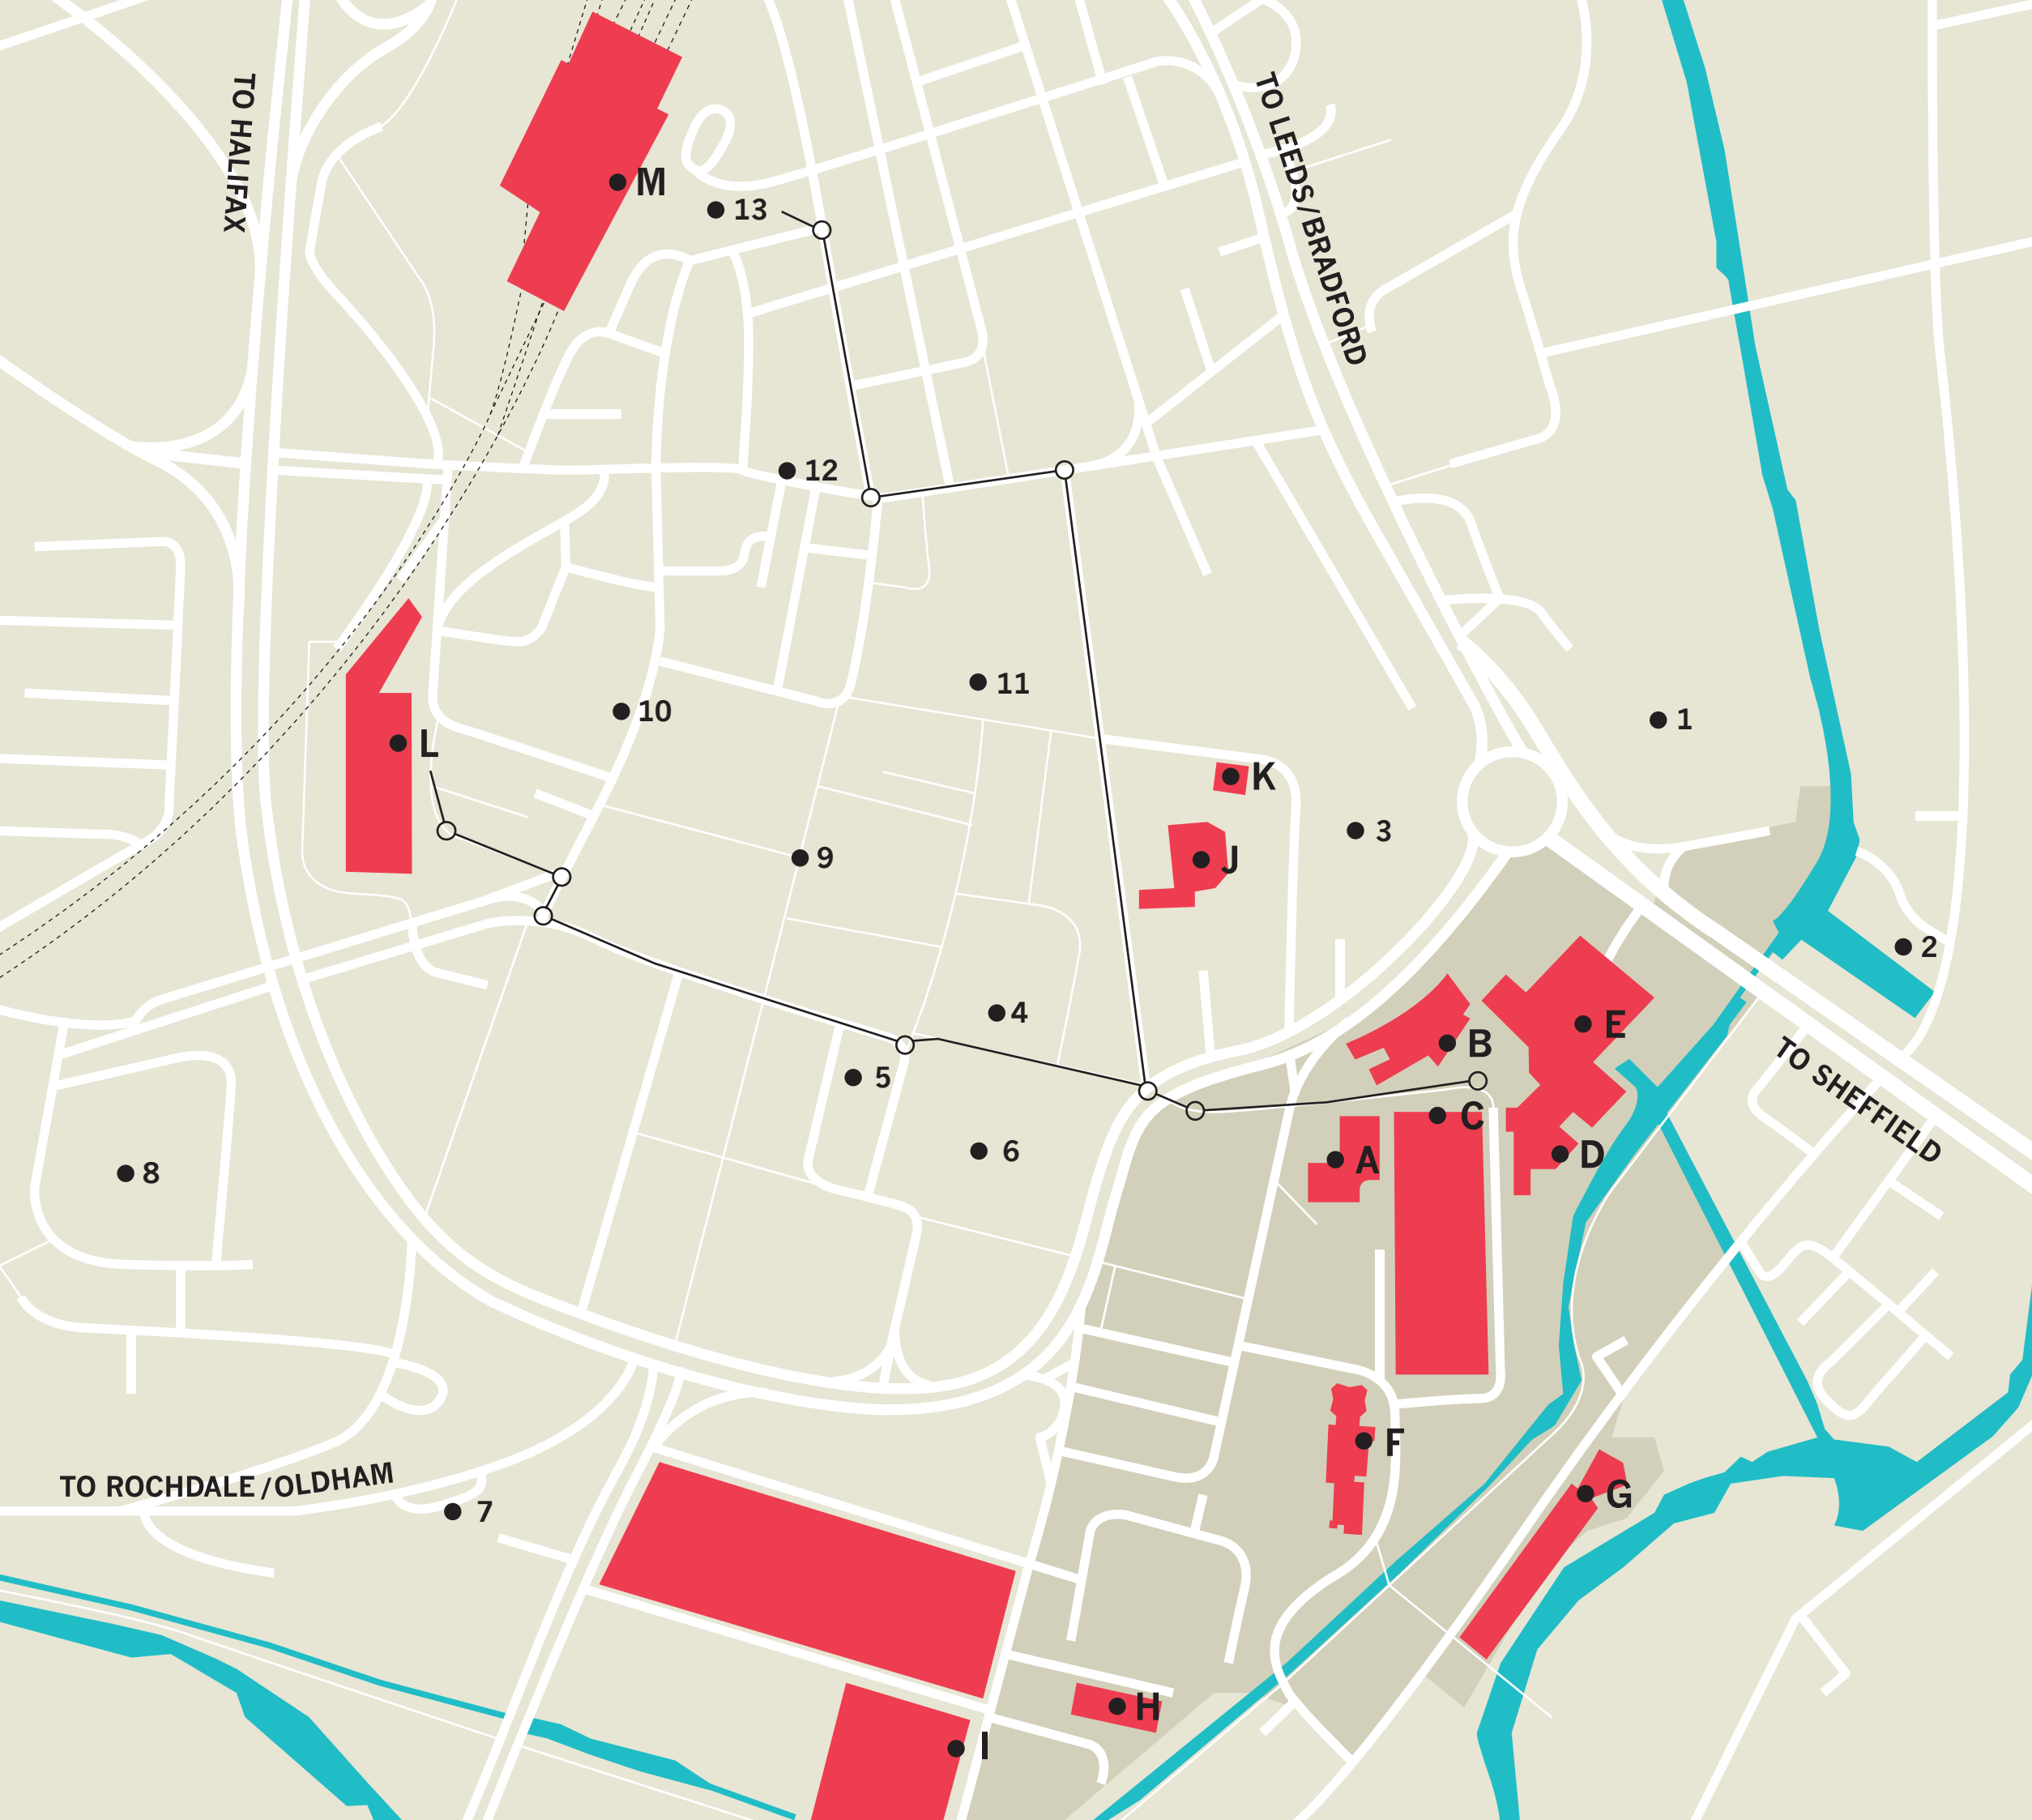 TO HALIFAX
TO LEEDS/BRADFORD
M
13
12
11
10
1
L
K
3
J
9
2
4
E
B
TO SHEFFIELD
5
C
6
A
D
8
F
TO ROCHDALE/OLDHAM
G
7
H
I